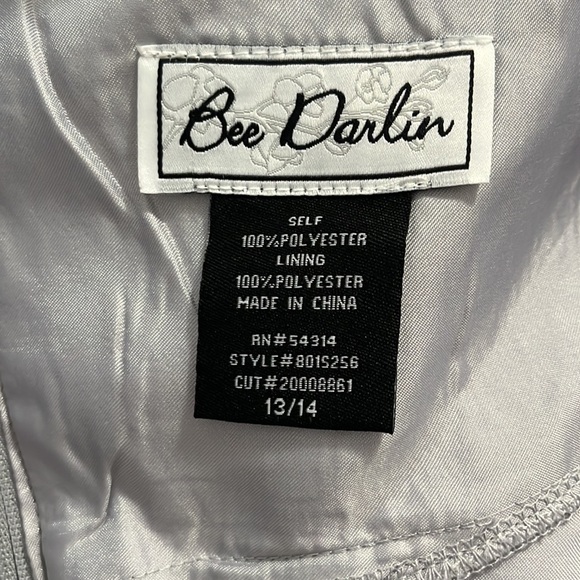 Bee Darlin
SELF
100%POLYESTER
LINING
100%POLYESTER
MADE IN CHINA
RN#54314
STYLE#801S256
CUT#20008861
13/14